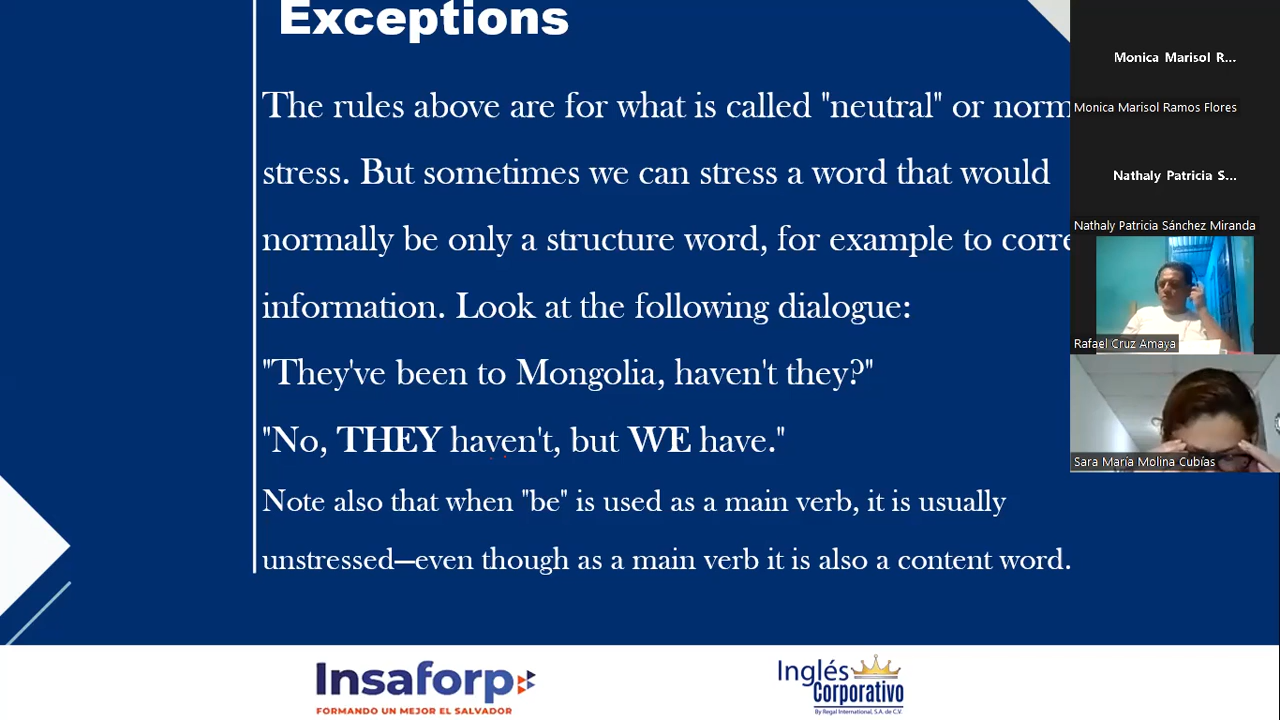 Exceptions
The rules above are for what is called "neutral" or norm
stress. But sometimes we can stress a word that would
normally be only a structure word, for example to corre
information. Look at the following dialogue:
"They've been to Mongolia, haven't they?"
"No, THEY haven't, but WE have."
Note also that when "be" is used as a main verb, it is usually
unstressed—even though as a main verb it is also a content word.
Monica Marisol R...
Monica Marisol Ramos Flores
Nathaly Patricia S...
Nathaly Patricia Sánchez Miranda
Rafael Cruz Amaya
Sara María Molina Cubías
Insaforp
FORMANDO UN MEJOR EL SALVADOR
Inglés
Corporativo
By Regal International, S.A. de C.V.